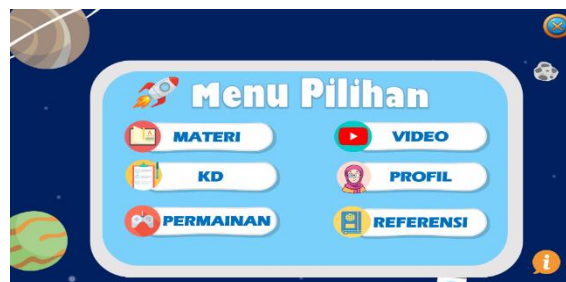 Menu Pilihan
MATERI
VIDEO
KD
PROFIL
PERMAINAN
REFERENSI
i